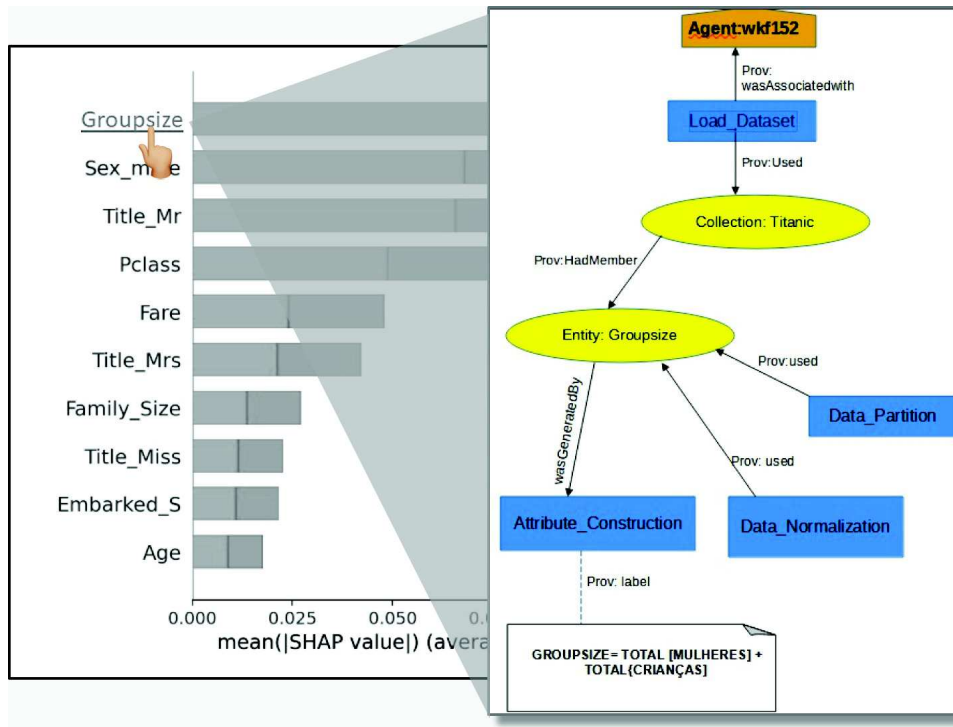 Groupsize
Sex_m
Title_Mr
Pclass
Fare
Title_Mrs
Family_Size
Title_Miss
Embarked_S
Age
0.000
0.025
0.050
mean(|SHAP value|) (avera
Agent:wkf152
Prov:
wasAssociatedwith
Load_Dataset
Prov:Used
Collection: Titanic
Prov:HadMember
Entity: Groupsize
Prov:used
Data_Partition
wasGeneratedBy
Prov: used
Attribute_Construction
Data_Normalization
Prov: label
GROUPSIZE= TOTAL [MULHERES] +
TOTAL{CRIANÇAS]